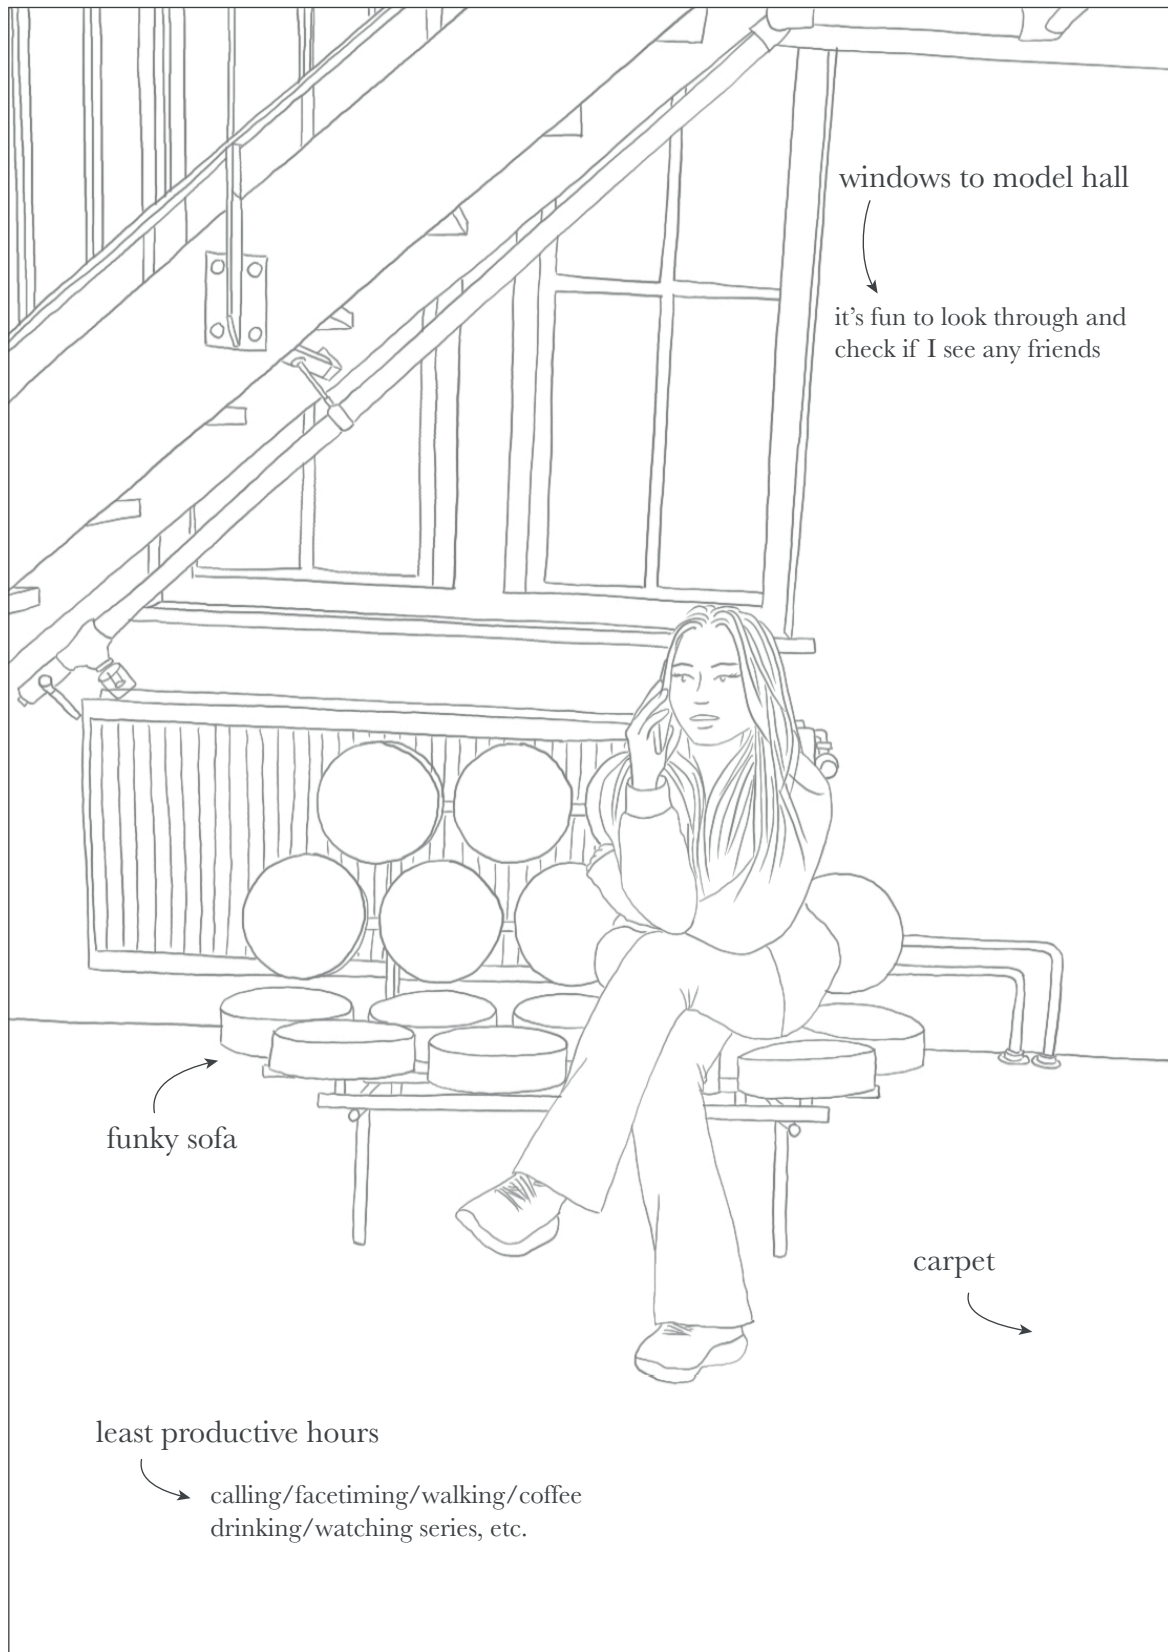 windows to model hall
it’s fun to look through and
check if I see any friends
funky sofa
carpet
least productive hours
calling/facetiming/walking/coffee
drinking/watching series, etc.